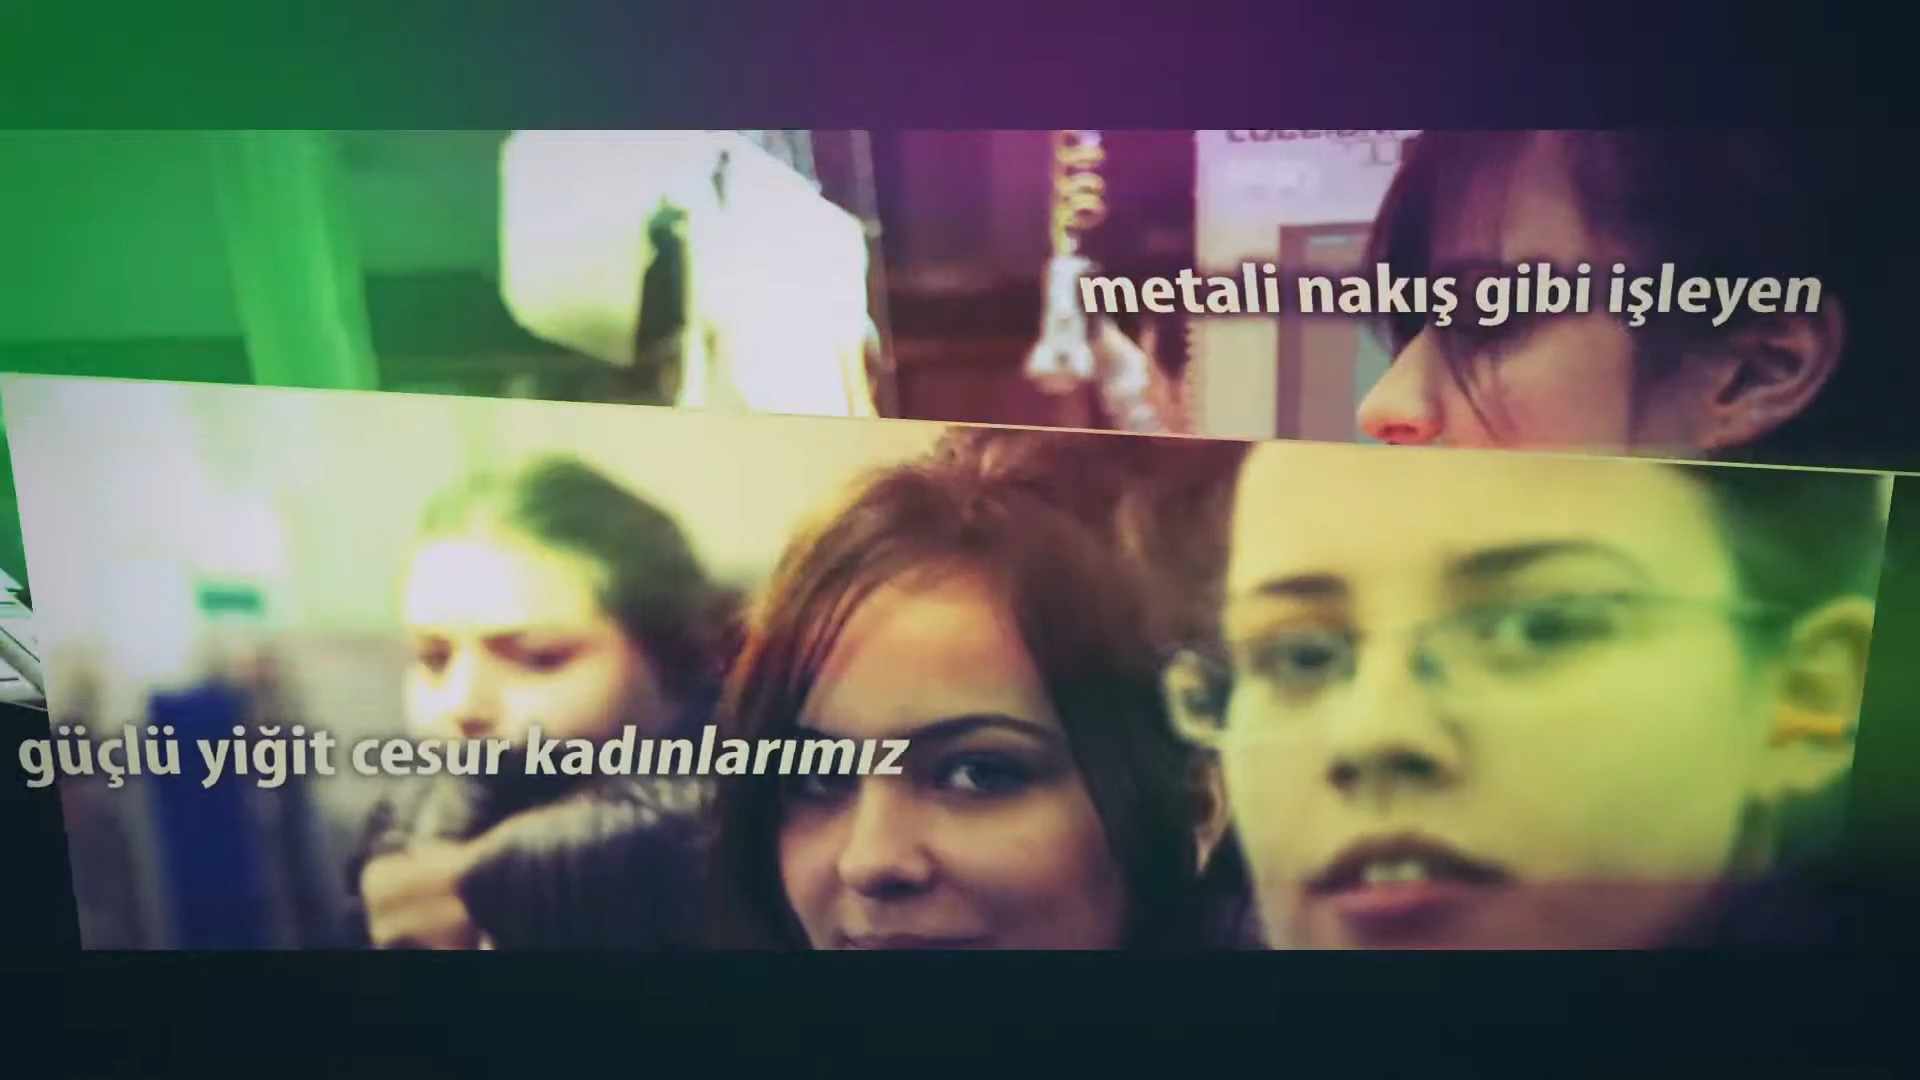 metali nakış gibi işleyen
güçlü yiğit cesur kadınlarımız